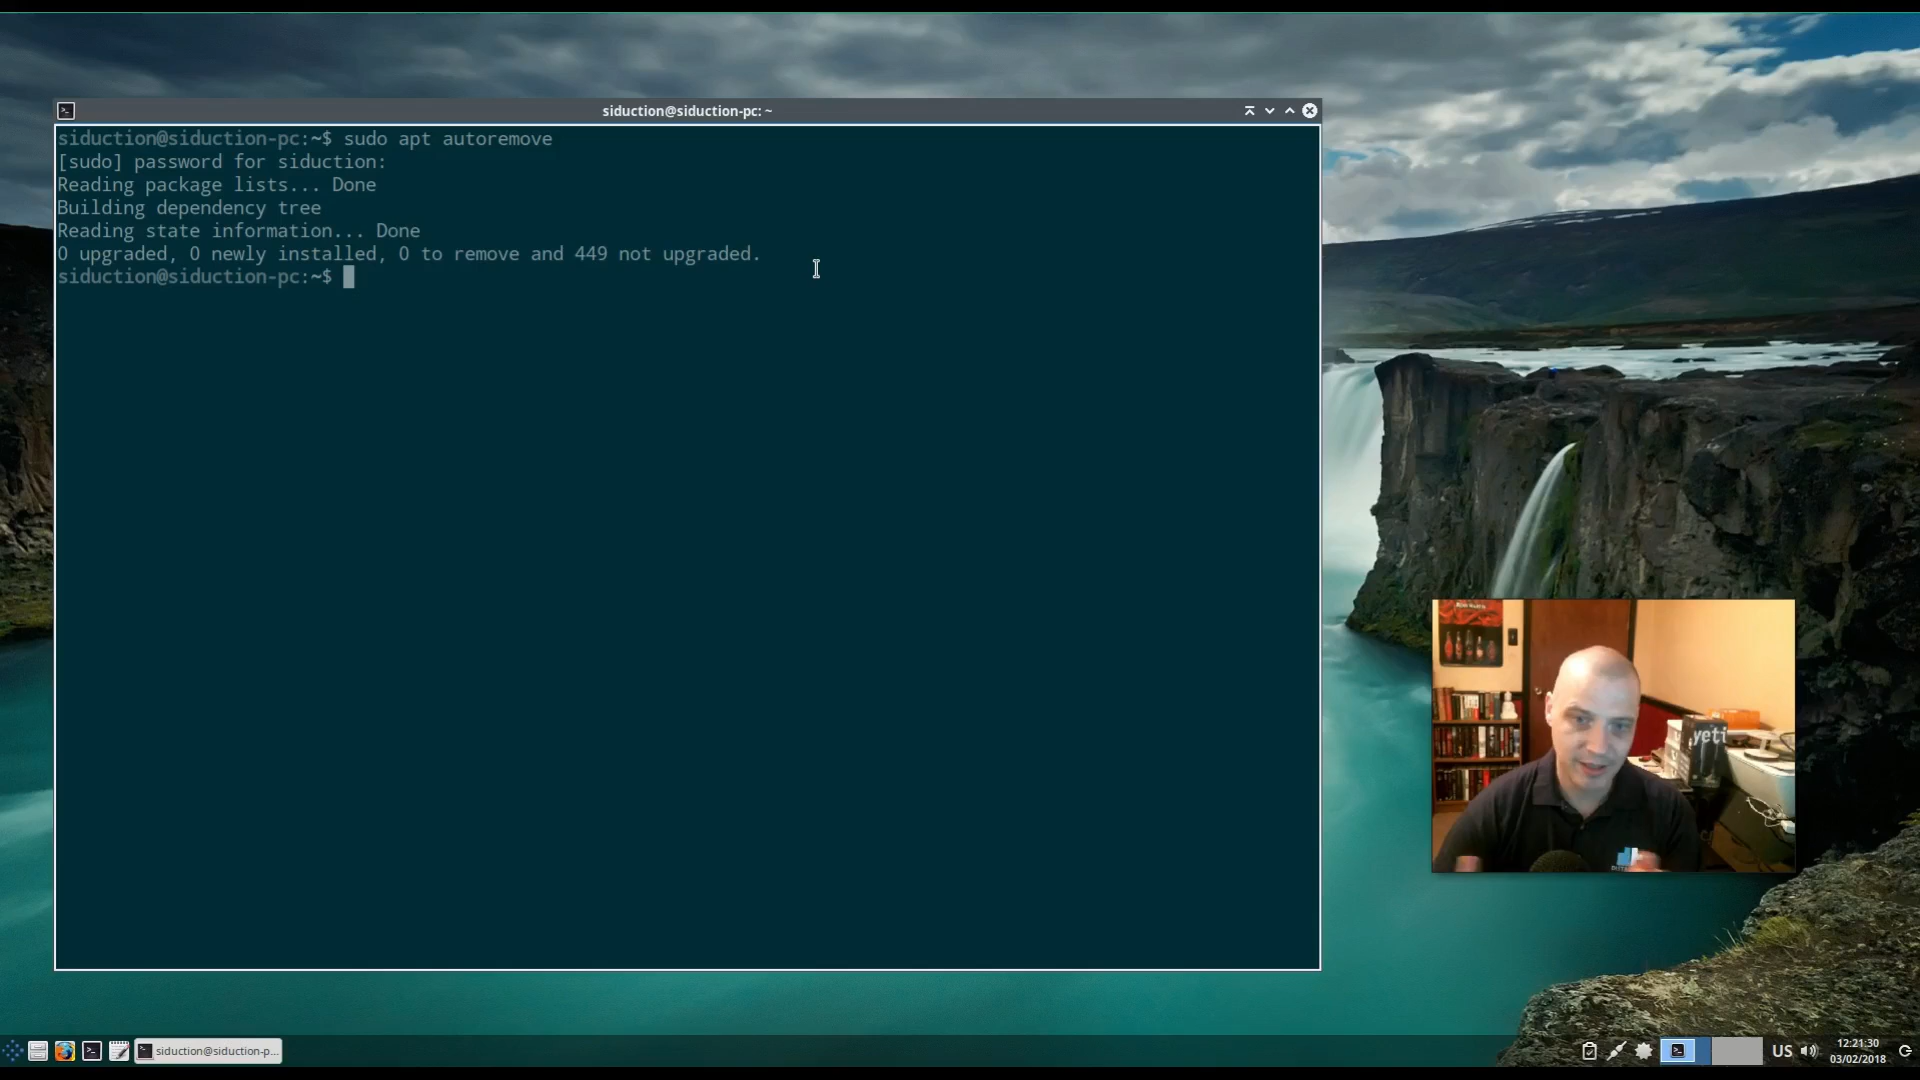 siduction@siduction-pc: ~
siduction@siduction-pc:~$ sudo apt autoremove
[sudo] password for siduction:
Reading package lists... Done
Building dependency tree
Reading state information... Done
0 upgraded, 0 newly installed, 0 to remove and 449 not upgraded.
siduction@siduction-pc:~$
yeti
siduction@siduction-p...
US
12:21:30
03/02/2018